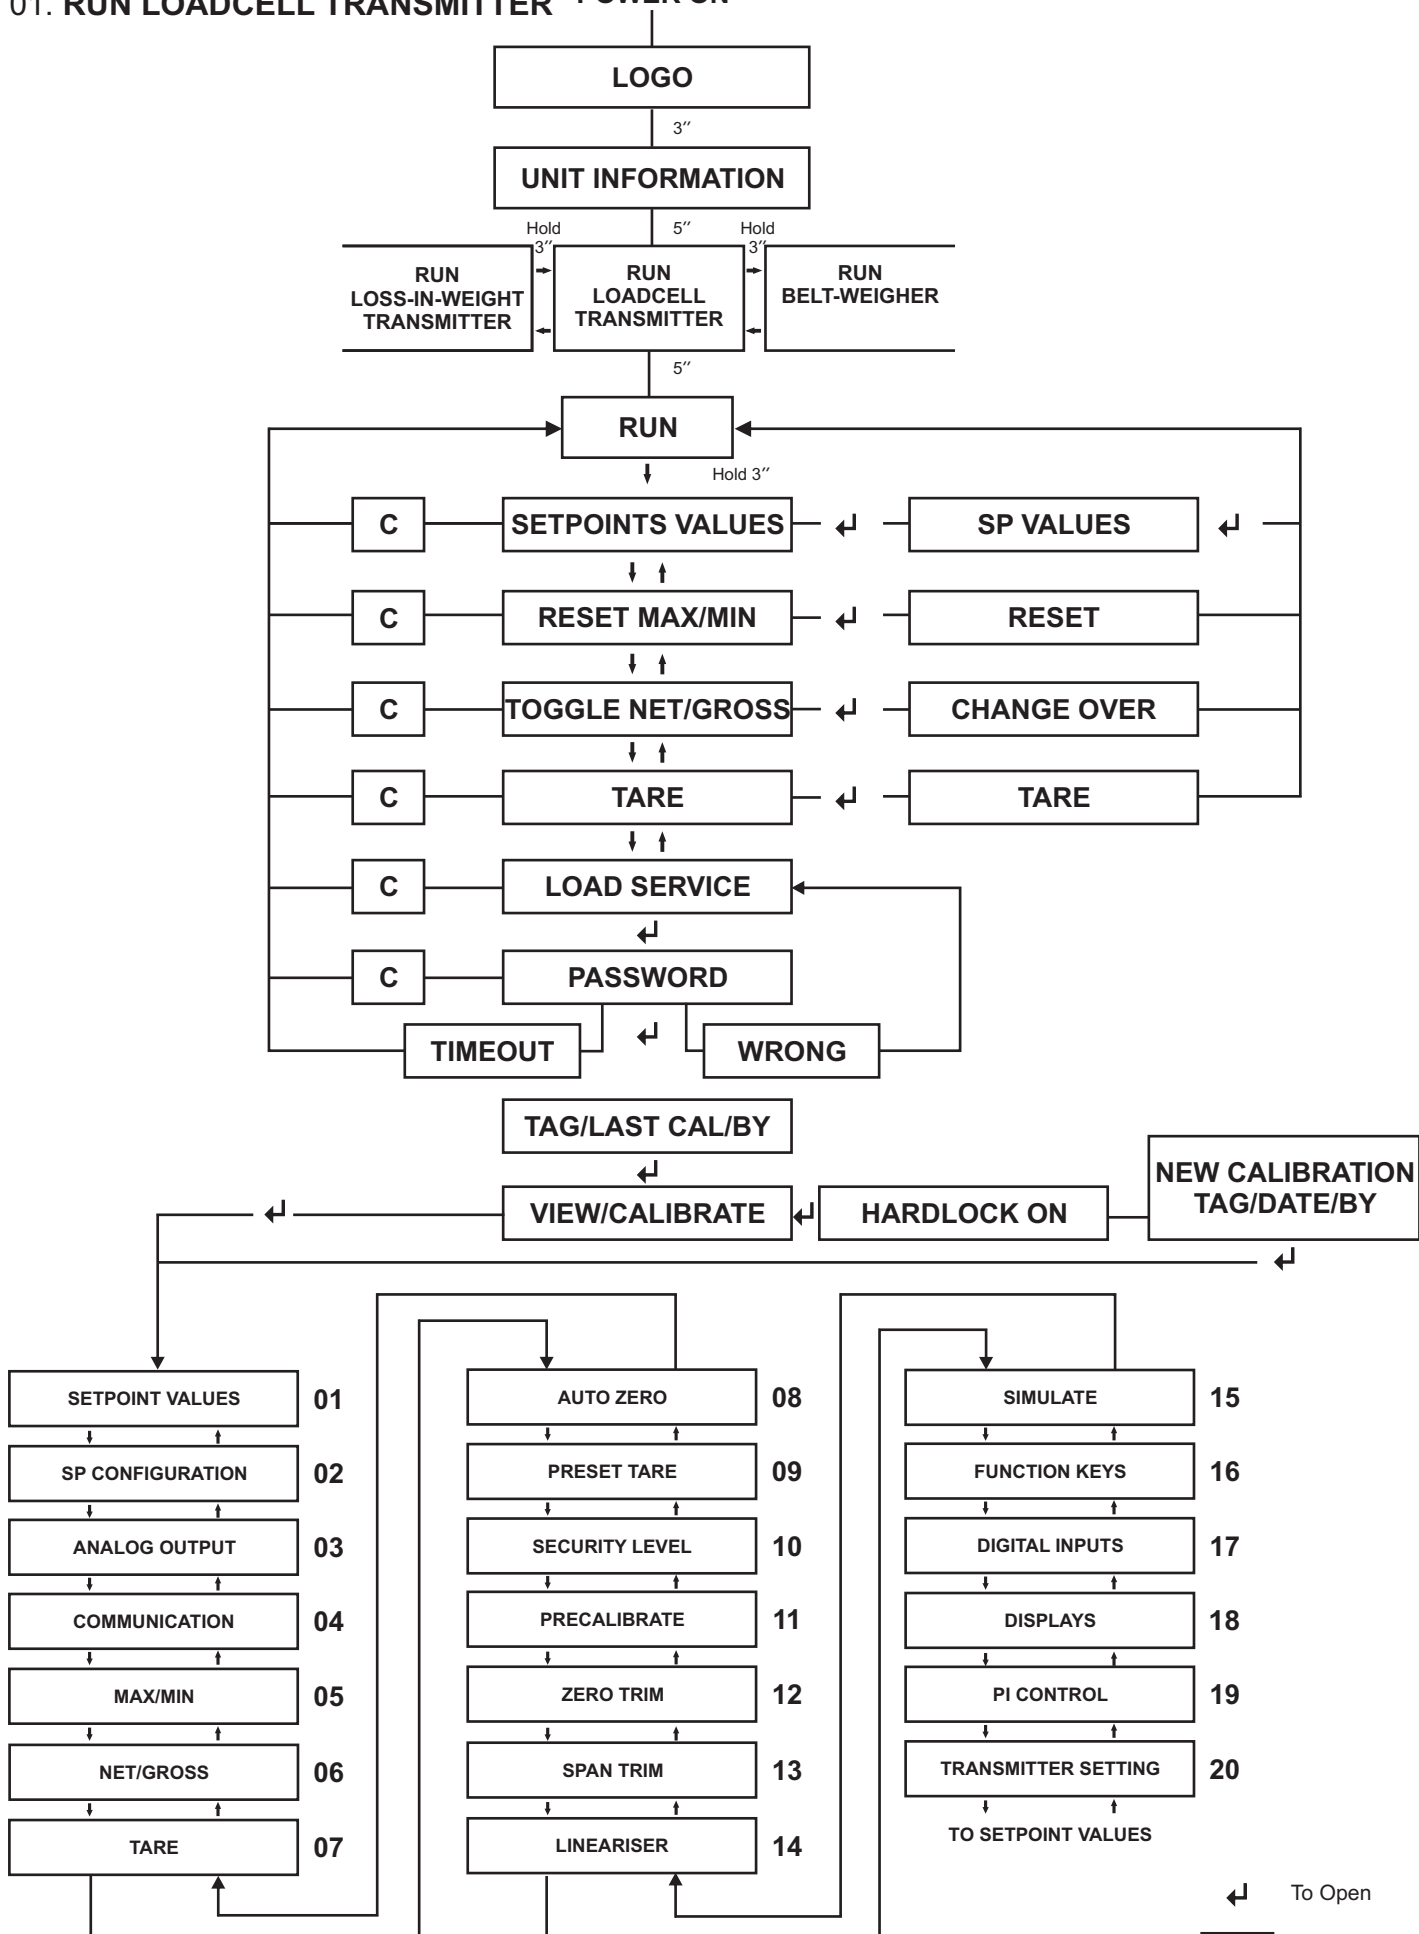 01. RUN LOADCELL TRANSMITTER POWER ON
LOGO
3′′
UNIT INFORMATION
Hold 5′′ Hold
3′′ 3′′
RUN
LOSS-IN-WEIGHT
TRANSMITTER
RUN
LOADCELL
TRANSMITTER
RUN
BELT-WEIGHER
5′′
RUN
Hold 3′′
C SETPOINTS VALUES SP VALUES
C RESET MAX/MIN RESET
C TOGGLE NET/GROSS CHANGE OVER
C TARE TARE
C LOAD SERVICE
C PASSWORD
TIMEOUT WRONG
TAG/LAST CAL/BY
VIEW/CALIBRATE HARDLOCK ON
NEW CALIBRATION
TAG/DATE/BY
SETPOINT VALUES 01
SP CONFIGURATION 02
ANALOG OUTPUT 03
COMMUNICATION 04
MAX/MIN 05
NET/GROSS 06
TARE 07
AUTO ZERO 08
PRESET TARE 09
SECURITY LEVEL 10
PRECALIBRATE 11
ZERO TRIM 12
SPAN TRIM 13
LINEARISER 14
SIMULATE 15
FUNCTION KEYS 16
DIGITAL INPUTS 17
DISPLAYS 18
PI CONTROL 19
TRANSMITTER SETTING 20
TO SETPOINT VALUES
To Open